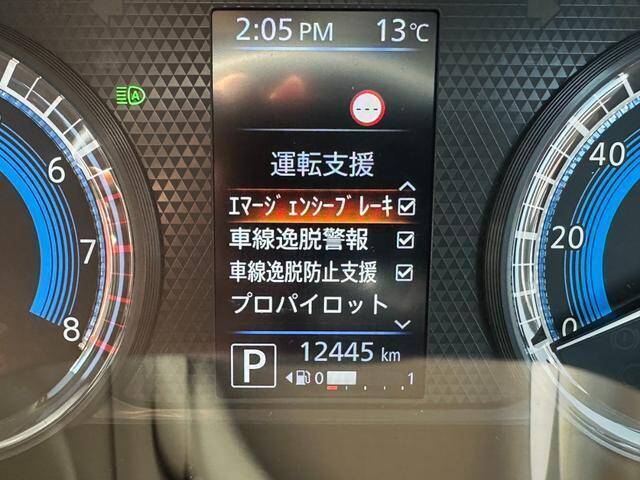 2:05 PM 13℃
A
---
運転支援
ｴﾏｰｼﾞｪﾝｼｰﾌﾞﾚｰｷ
車線逸脱警報
車線逸脱防止支援
プロパイロット
6
7
8
40
20
0
P 12445 km
0 1